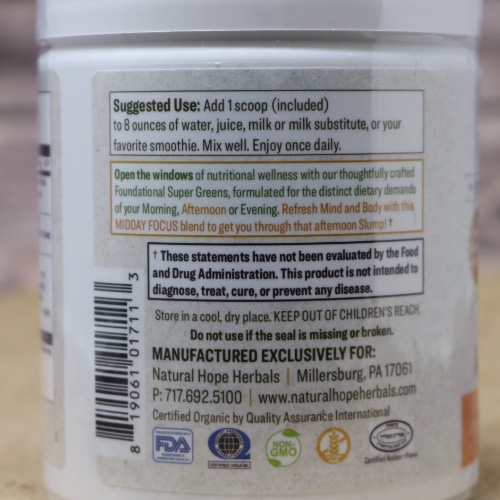 Suggested Use: Add 1 scoop (included)
to 8 ounces of water, juice, milk or milk substitute, or your
favorite smoothie. Mix well. Enjoy once daily.
Open the windows of nutritional wellness with our thoughtfully crafted
Foundational Super Greens, formulated for the distinct dietary demands
of your Morning, Afternoon or Evening. Refresh Mind and Body with this
MIDDAY FOCUS blend to get you through that afternoon Slump! †
† These statements have not been evaluated by the Food
and Drug Administration. This product is not intended to
diagnose, treat, cure, or prevent any disease.
Store in a cool, dry place. KEEP OUT OF CHILDREN'S REACH.
Do not use if the seal is missing or broken.
MANUFACTURED EXCLUSIVELY FOR:
Natural Hope Herbals | Millersburg, PA 17061
P: 717.692.5100 | www.naturalhopeherbals.com
Certified Organic by Quality Assurance International
8 19061 01711 3
FDA
CERTIFIED ORGANIC
NON
GMO
Certified Kosher - Pareve